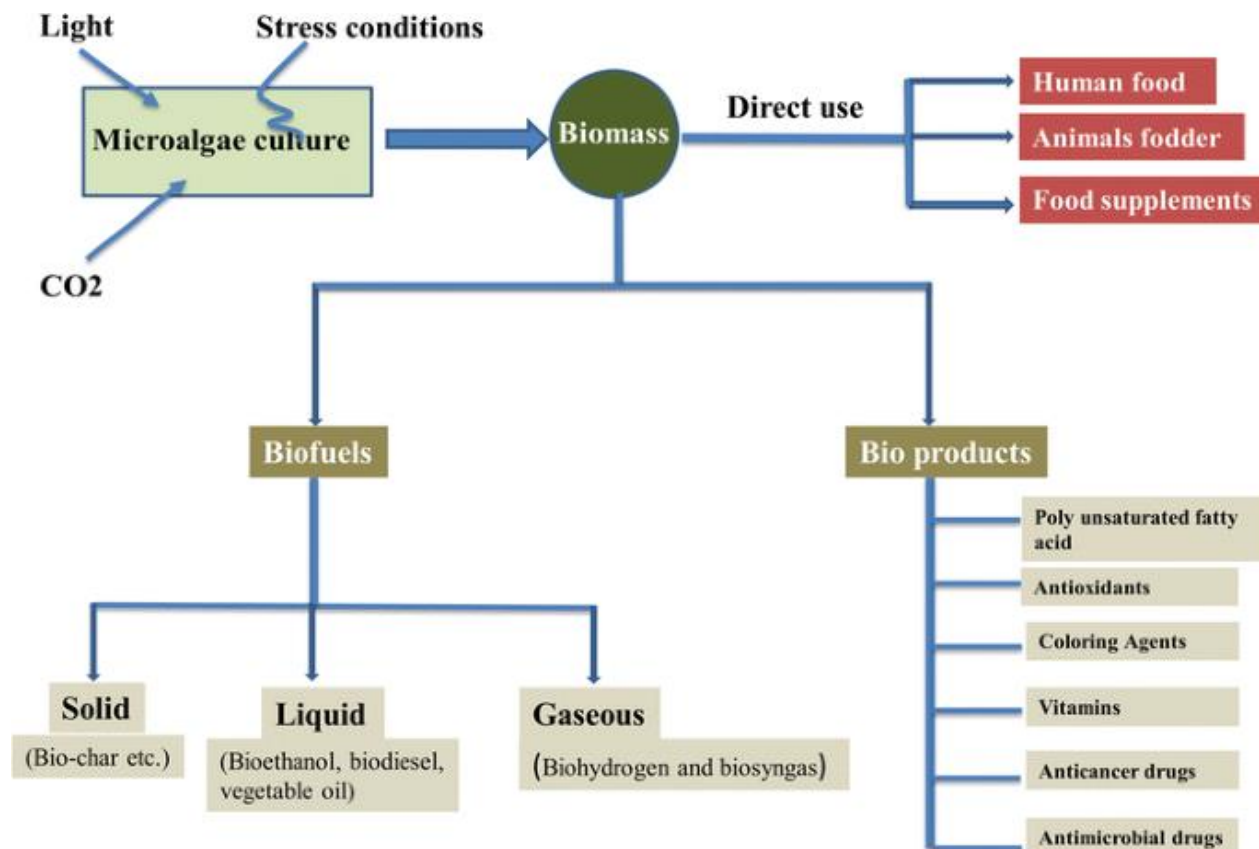 Light
Stress conditions
Microalgae culture
CO2
Biomass
Direct use
Human food
Animals fodder
Food supplements
Biofuels
Bio products
Solid
(Bio-char etc.)
Liquid
(Bioethanol, biodiesel,
vegetable oil)
Gaseous
(Biohydrogen and biosyngas)
Poly unsaturated fatty
acid
Antioxidants
Coloring Agents
Vitamins
Anticancer drugs
Antimicrobial drugs